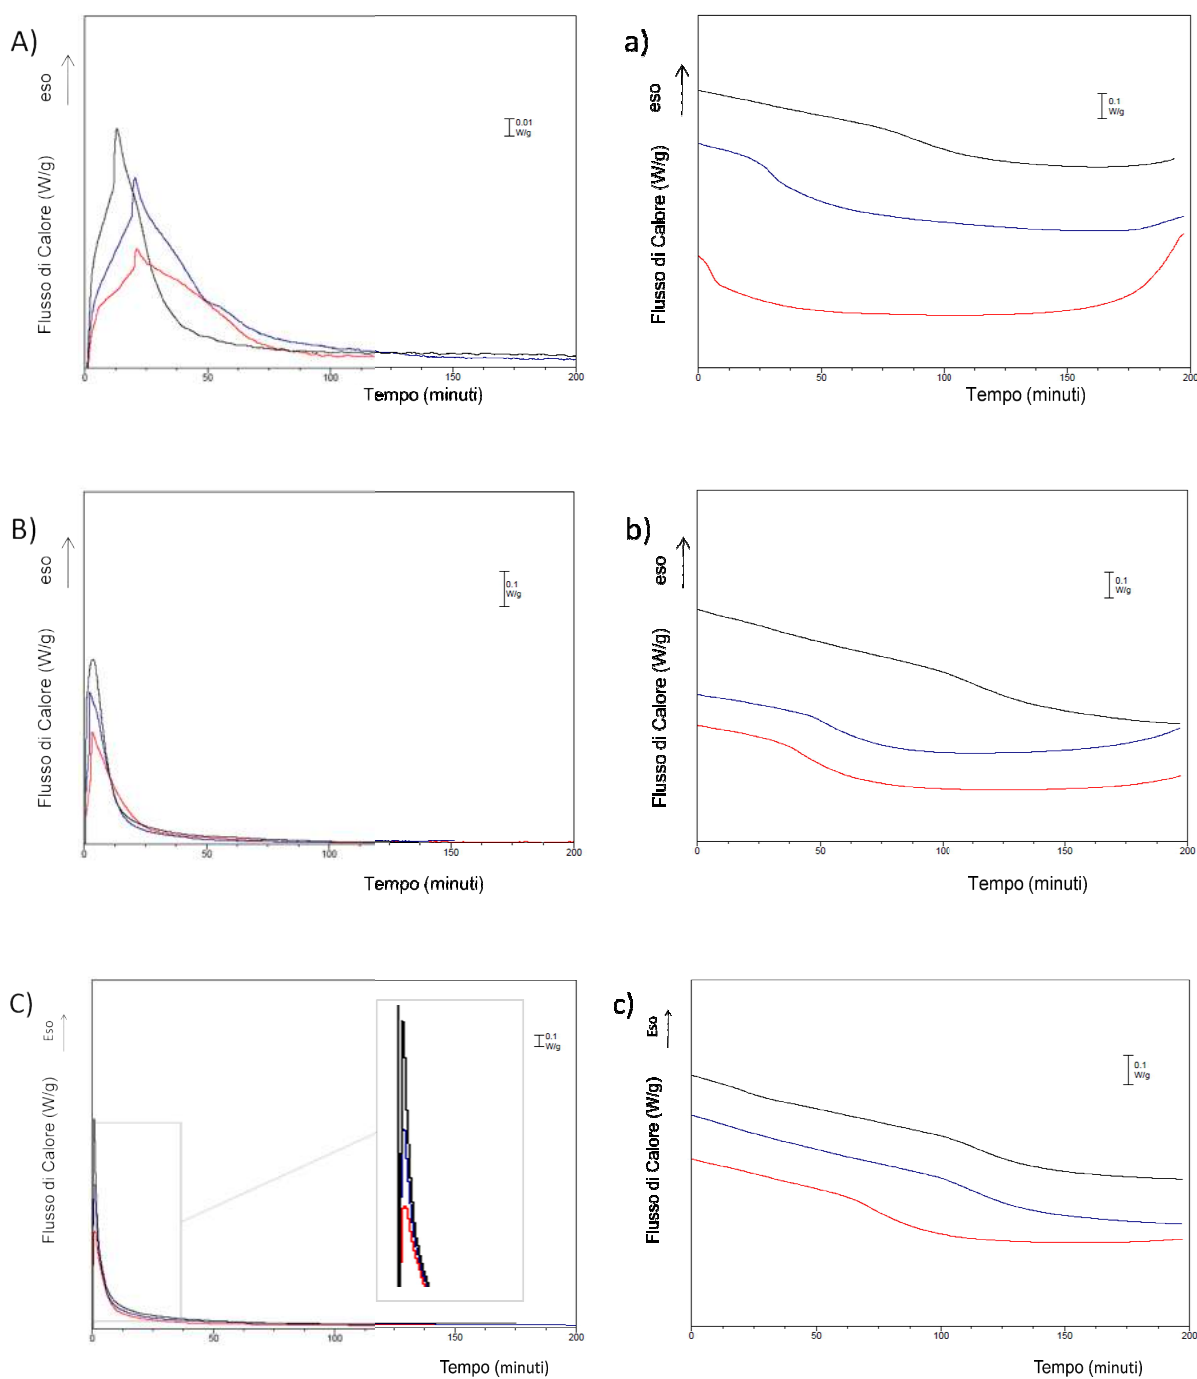 A)
eso
Flusso di Calore (W/g)
0.01
W/g
0
50
100
150
200
Tempo (minuti)
a)
eso
Flusso di Calore (W/g)
0.1
W/g
0
50
100
150
200
Tempo (minuti)
B)
eso
Flusso di Calore (W/g)
0.1
W/g
0
50
100
150
200
Tempo (minuti)
b)
eso
Flusso di Calore (W/g)
0.1
W/g
0
50
100
150
200
Tempo (minuti)
C)
Eso
Flusso di Calore (W/g)
0.1
W/g
0
50
100
150
200
Tempo (minuti)
c)
Eso
Flusso di Calore (W/g)
0.1
W/g
0
50
100
150
200
Tempo (minuti)